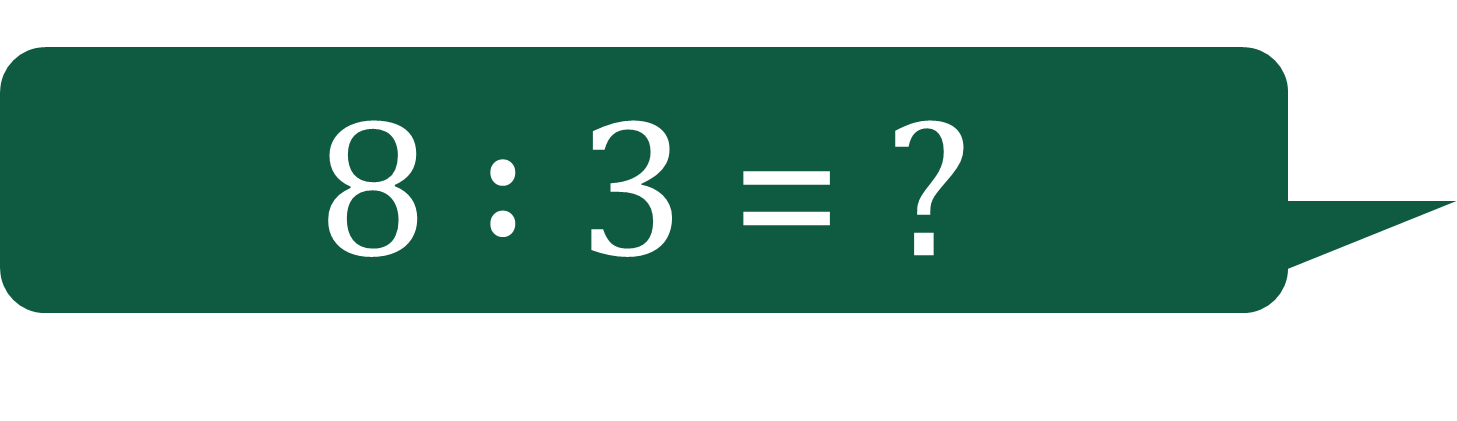 8 : 3 = ?